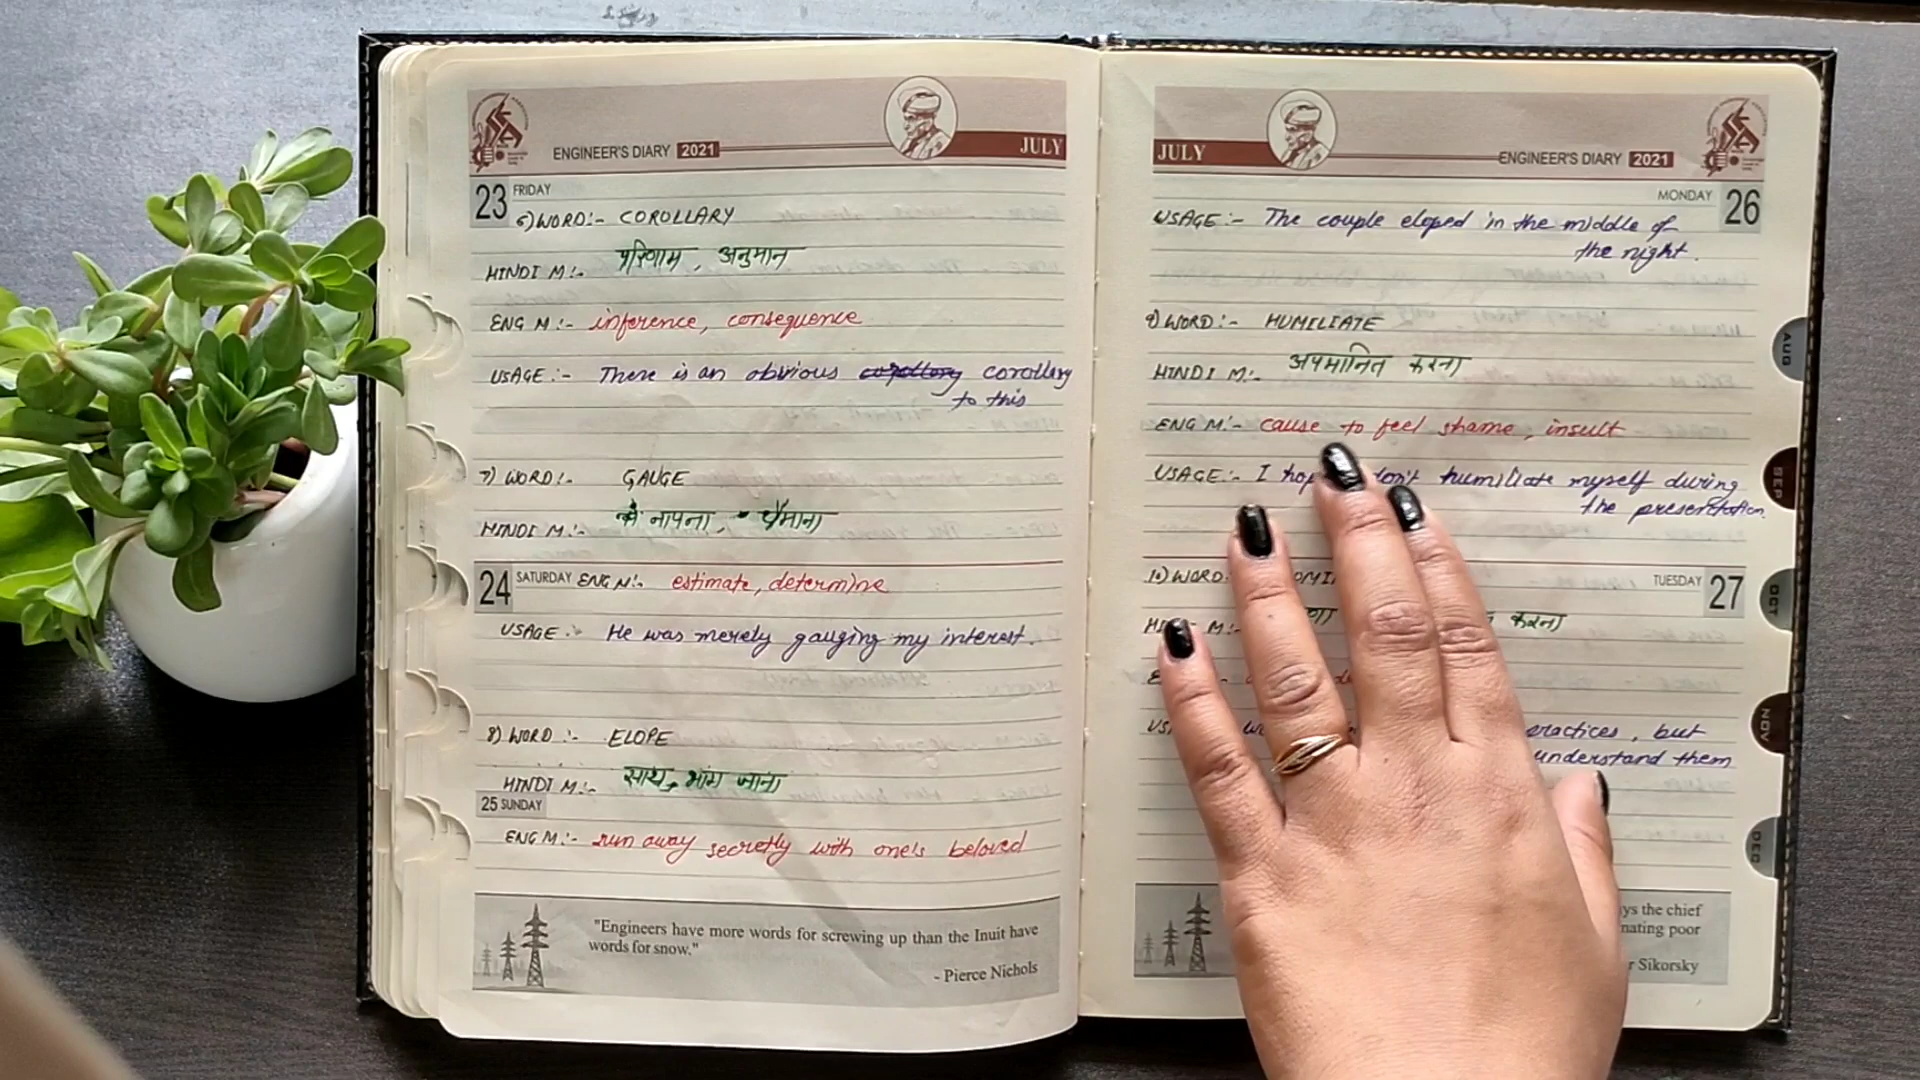 ENGINEER'S DIARY 2021
JULY
23 FRIDAY
6) WORD:- COROLLARY
HINDI M:- परिणाम, अनुमान
ENG M:- inference, consequence
USAGE:- There is an obvious corollary
to this
7) WORD:- GAUGE
HINDI M:- नापना, पैमाना
24 SATURDAY ENG M:- estimate, determine
USAGE:- He was merely gauging my interest.
8) WORD:- ELOPE
HINDI M:- साथ भाग जाना
25 SUNDAY
ENG M:- run away secretly with one's beloved
"Engineers have more words for screwing up than the Inuit have
words for snow."
- Pierce Nichols
JULY
ENGINEER'S DIARY 2021
MONDAY 26
USAGE:- The couple eloped in the middle of
the night.
9) WORD:- HUMILIATE
HINDI M:- अपमानित करना
ENG M:- cause to feel shame, insult
USAGE:- I don't humiliate myself during
the presentation.
10) WORD:
TUESDAY 27
M:- करना
practices, but
understand them
the chief
poor
Sikorsky
AUG
SEP
OCT
NOV
DEC